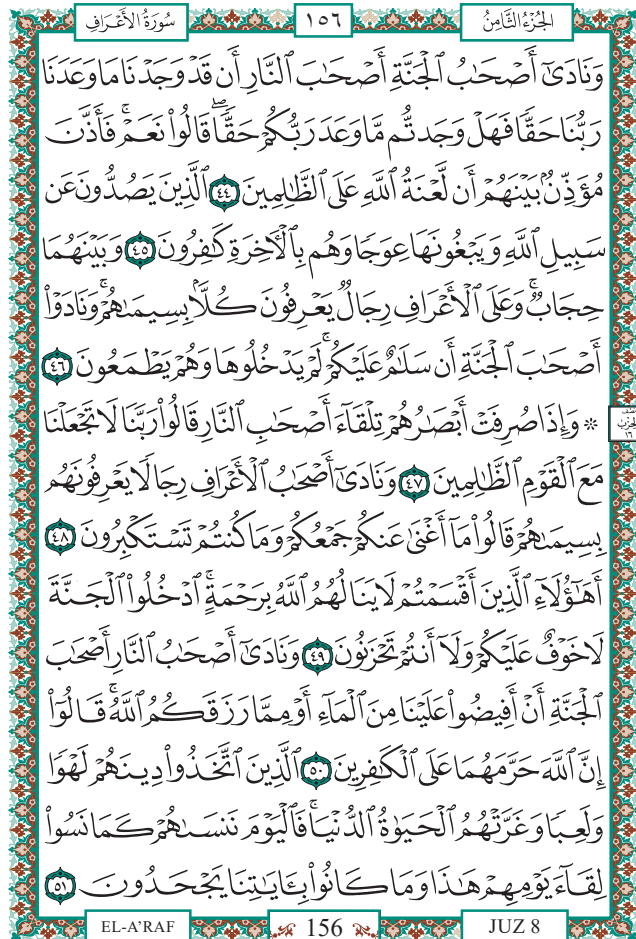 سُورَةُ الأَعْرَافِ
١٥٦
الْجُزْءُ الثَّامِنُ
وَنَادَىٰٓ أَصْحَٰبُ ٱلْجَنَّةِ أَصْحَٰبَ ٱلنَّارِ أَن قَدْ وَجَدْنَا مَا وَعَدَنَا
رَبُّنَا حَقًّا فَهَلْ وَجَدتُّم مَّا وَعَدَ رَبُّكُمْ حَقًّا ۖ قَالُوا۟ نَعَمْ ۚ فَأَذَّنَ
مُؤَذِّنٌۢ بَيْنَهُمْ أَن لَّعْنَةُ ٱللَّهِ عَلَى ٱلظَّٰلِمِينَ ٤٤ ٱلَّذِينَ يَصُدُّونَ عَن
سَبِيلِ ٱللَّهِ وَيَبْغُونَهَا عِوَجًا وَهُم بِٱلْـَٔاخِرَةِ كَٰفِرُونَ ٤٥ وَبَيْنَهُمَا
حِجَابٌ ۚ وَعَلَى ٱلْأَعْرَافِ رِجَالٌ يَعْرِفُونَ كُلًّۢا بِسِيمَىٰهُمْ ۚ وَنَادَوْا۟
أَصْحَٰبَ ٱلْجَنَّةِ أَن سَلَٰمٌ عَلَيْكُمْ ۚ لَمْ يَدْخُلُوهَا وَهُمْ يَطْمَعُونَ ٤٦
۞ وَإِذَا صُرِفَتْ أَبْصَٰرُهُمْ تِلْقَآءَ أَصْحَٰبِ ٱلنَّارِ قَالُوا۟ رَبَّنَا لَا تَجْعَلْنَا
نصف الحزب ١٦
مَعَ ٱلْقَوْمِ ٱلظَّٰلِمِينَ ٤٧ وَنَادَىٰٓ أَصْحَٰبُ ٱلْأَعْرَافِ رِجَالًا يَعْرِفُونَهُم
بِسِيمَىٰهُمْ قَالُوا۟ مَآ أَغْنَىٰ عَنكُمْ جَمْعُكُمْ وَمَا كُنتُمْ تَسْتَكْبِرُونَ ٤٨
أَهَٰٓؤُلَآءِ ٱلَّذِينَ أَقْسَمْتُمْ لَا يَنَالُهُمُ ٱللَّهُ بِرَحْمَةٍ ۚ ٱدْخُلُوا۟ ٱلْجَنَّةَ
لَا خَوْفٌ عَلَيْكُمْ وَلَآ أَنتُمْ تَحْزَنُونَ ٤٩ وَنَادَىٰٓ أَصْحَٰبُ ٱلنَّارِ أَصْحَٰبَ
ٱلْجَنَّةِ أَنْ أَفِيضُوا۟ عَلَيْنَا مِنَ ٱلْمَآءِ أَوْ مِمَّا رَزَقَكُمُ ٱللَّهُ ۚ قَالُوٓا۟
إِنَّ ٱللَّهَ حَرَّمَهُمَا عَلَى ٱلْكَٰفِرِينَ ٥٠ ٱلَّذِينَ ٱتَّخَذُوا۟ دِينَهُمْ لَهْوًا
وَلَعِبًا وَغَرَّتْهُمُ ٱلْحَيَوٰةُ ٱلدُّنْيَا ۚ فَٱلْيَوْمَ نَنسَىٰهُمْ كَمَا نَسُوا۟
لِقَآءَ يَوْمِهِمْ هَٰذَا وَمَا كَانُوا۟ بِـَٔايَٰتِنَا يَجْحَدُونَ ٥١
EL-A'RAF
156
JUZ 8